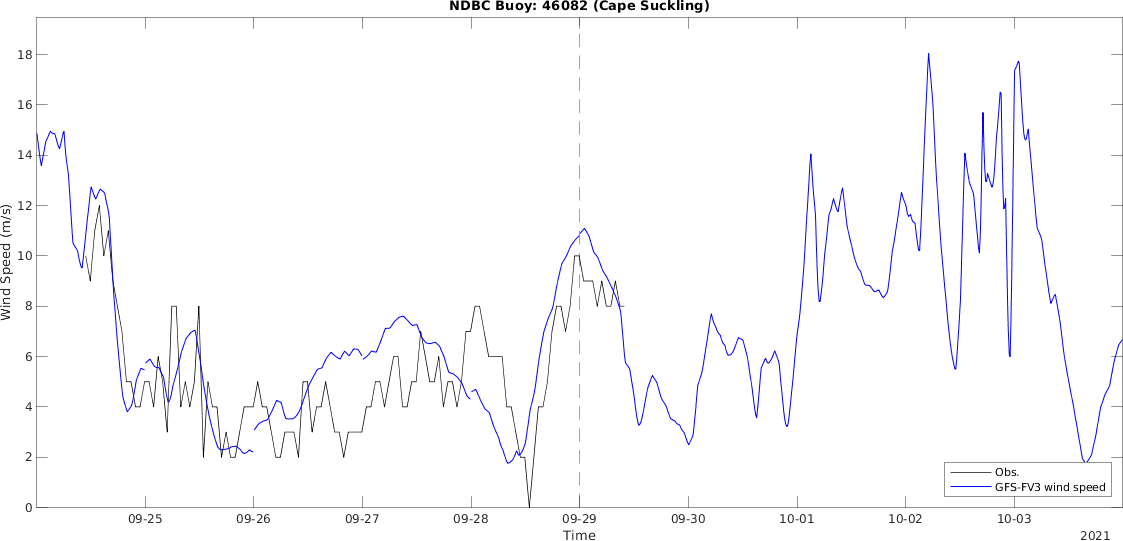 NDBC Buoy: 46082 (Cape Suckling)
18
16
14
12
10
8
6
4
2
0
Wind Speed (m/s)
09-25 09-26 09-27 09-28 09-29 09-30 10-01 10-02 10-03
Time
2021
Obs.
GFS-FV3 wind speed